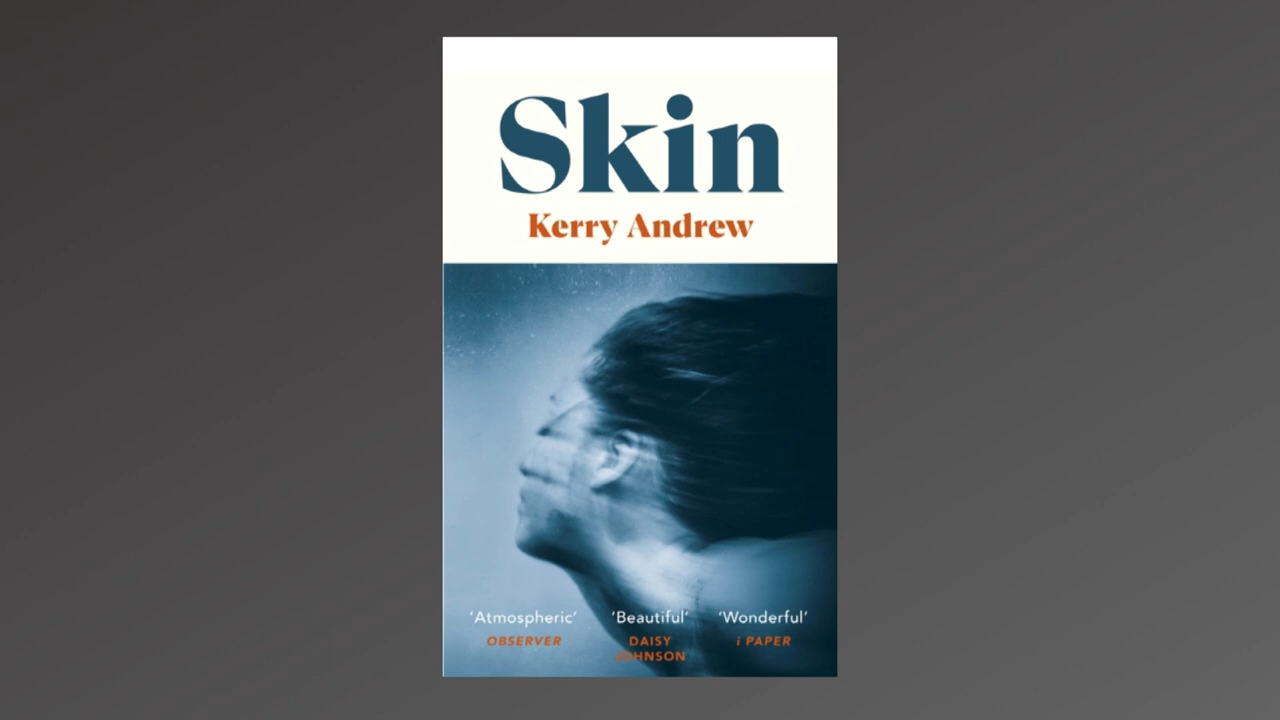 Skin
Kerry Andrew
‘Atmospheric’ ‘Beautiful’ ‘Wonderful’
OBSERVER DAISY i PAPER
JOHNSON